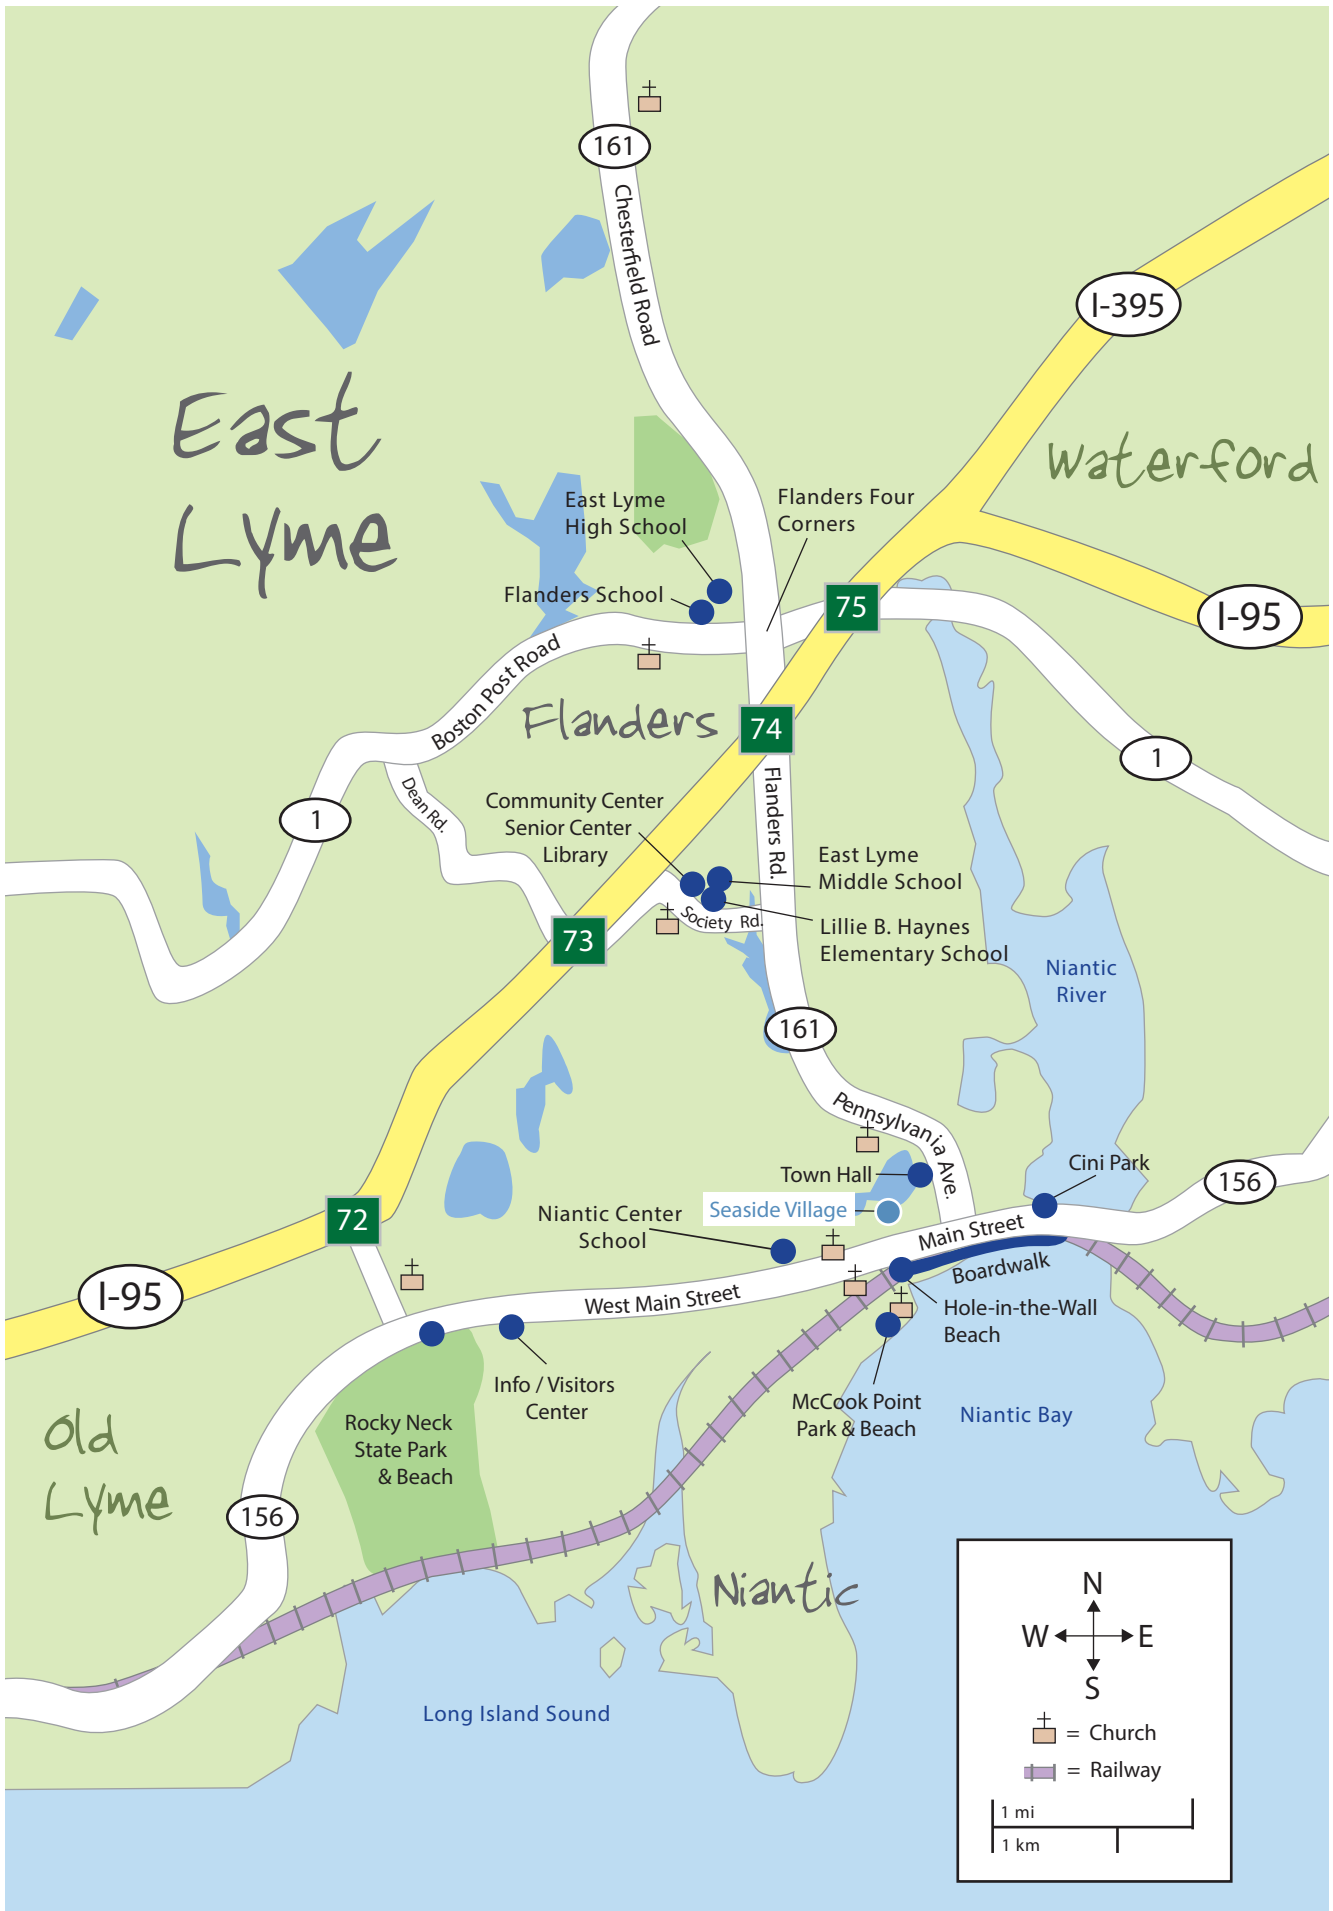 161
Chesterfield Road
I-395
East
Lyme
Waterford
East Lyme
High School
Flanders Four
Corners
Flanders School
75
I-95
Boston Post Road
Flanders
74
1
Dean Rd.
1
Flanders Rd.
Community Center
Senior Center
Library
East Lyme
Middle School
Society Rd.
Lillie B. Haynes
Elementary School
73
Niantic
River
161
Pennsylvania Ave.
Town Hall
Cini Park
156
Seaside Village
72
Niantic Center
School
Main Street
Boardwalk
I-95
West Main Street
Hole-in-the-Wall
Beach
Info / Visitors
Center
McCook Point
Park & Beach
Niantic Bay
Rocky Neck
State Park
& Beach
Old
Lyme
156
Niantic
Long Island Sound
N
W
E
S
= Church
= Railway
1 mi
1 km